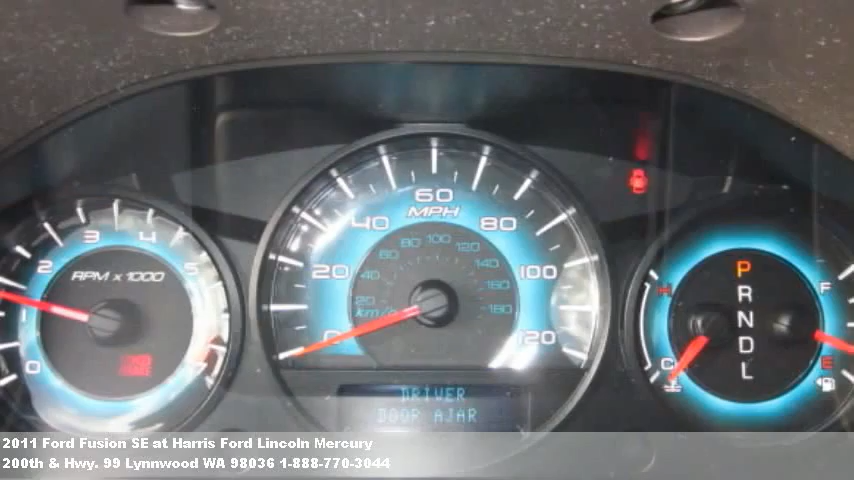 60
MPH
40
80
20
100
0
120
20
40
60
80
100
120
140
160
180
km/h
RPM x 1000
0
1
2
3
4
5
7
P
R
N
D
L
H
C
F
E
DRIVER
DOOR AJAR
2011 Ford Fusion SE at Harris Ford Lincoln Mercury
200th & Hwy. 99 Lynnwood WA 98036 1-888-770-3044